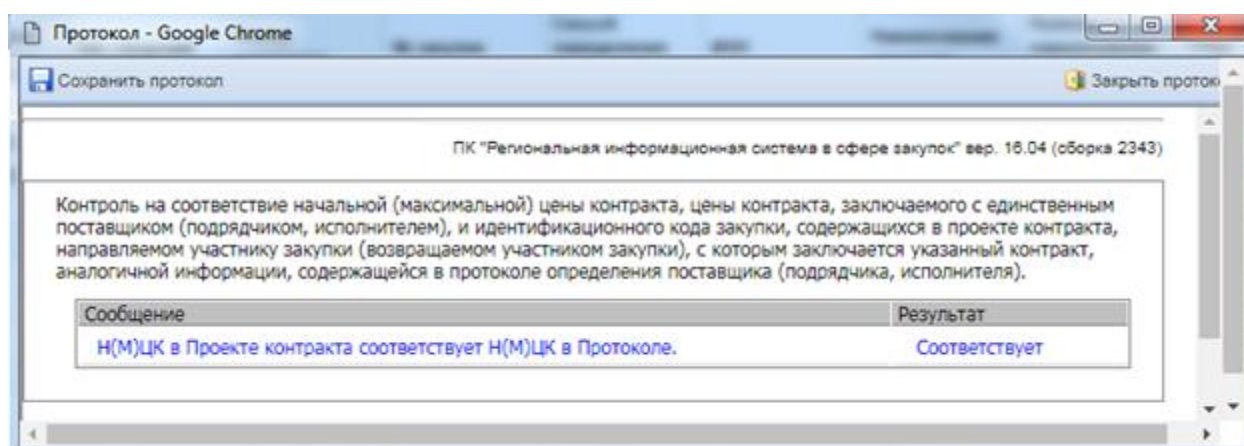 Протокол - Google Chrome
Сохранить протокол
Закрыть проток
ПК "Региональная информационная система в сфере закупок" вер. 16.04 (сборка 2343)
Контроль на соответствие начальной (максимальной) цены контракта, цены контракта, заключаемого с единственным
поставщиком (подрядчиком, исполнителем), и идентификационного кода закупки, содержащихся в проекте контракта,
направляемом участнику закупки (возвращаемом участником закупки), с которым заключается указанный контракт,
аналогичной информации, содержащейся в протоколе определения поставщика (подрядчика, исполнителя).
Сообщение Результат
Н(М)ЦК в Проекте контракта соответствует Н(М)ЦК в Протоколе. Соответствует